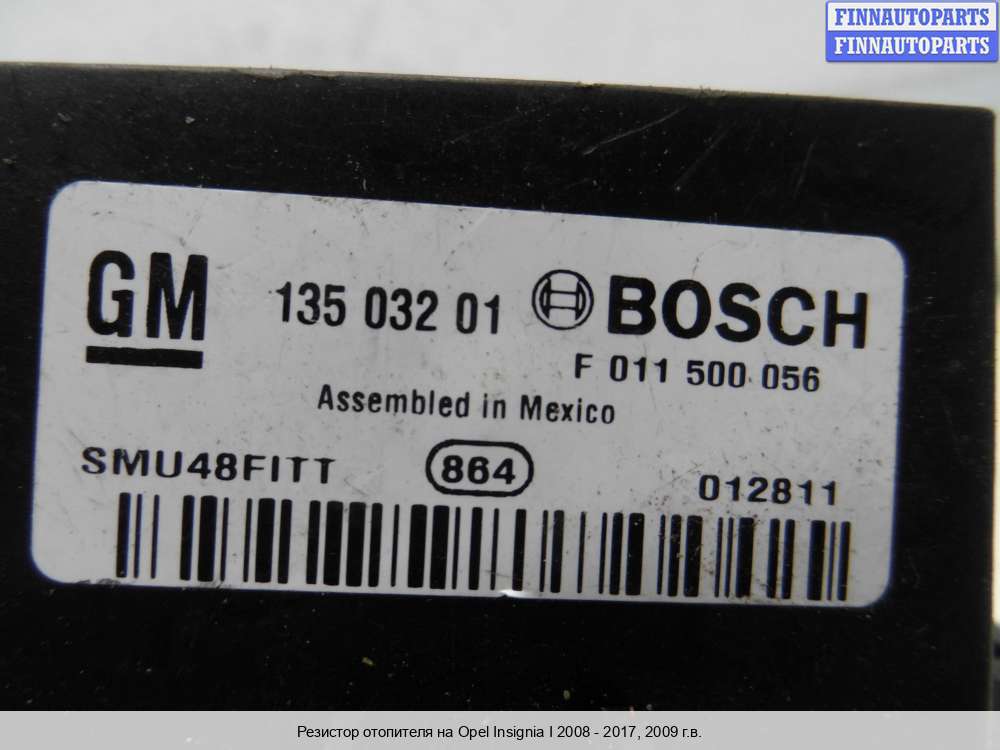 FINNAUTOPARTS
FINNAUTOPARTS
GM 135 032 01 BOSCH
F 011 500 056
Assembled in Mexico
SMU48FITT 864 012811
Резистор отопителя на Opel Insignia I 2008 - 2017, 2009 г.в.